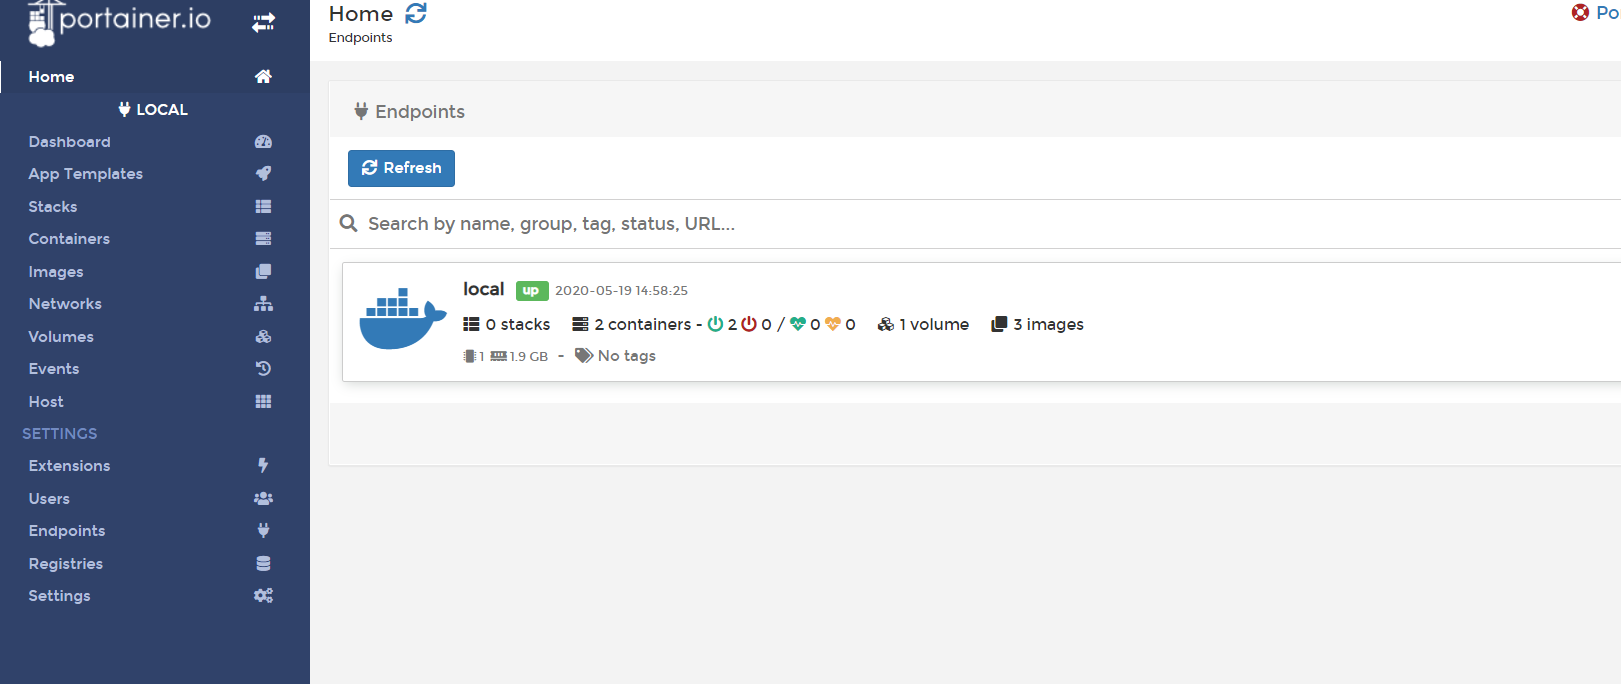 portainer.io
Home
LOCAL
Dashboard
App Templates
Stacks
Containers
Images
Networks
Volumes
Events
Host
SETTINGS
Extensions
Users
Endpoints
Registries
Settings
Home
Endpoints
Po
Endpoints
Refresh
Search by name, group, tag, status, URL...
local up 2020-05-19 14:58:25
0 stacks 2 containers - 2 0 / 0 0 1 volume 3 images
1 1.9 GB - No tags